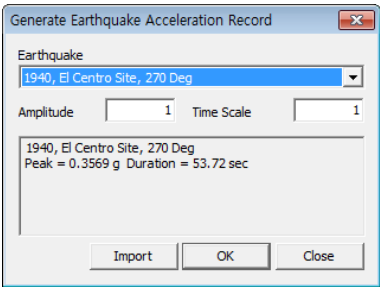 Generate Earthquake Acceleration Record
Earthquake
1940, El Centro Site, 270 Deg
Amplitude 1 Time Scale 1
1940, El Centro Site, 270 Deg
Peak = 0.3569 g Duration = 53.72 sec
Import OK Close